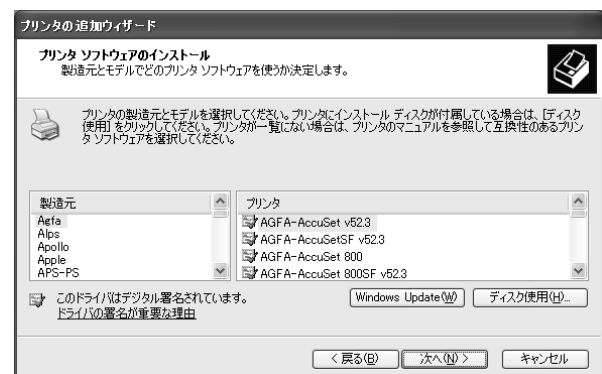 プリンタの追加ウィザード
プリンタ ソフトウェアのインストール
製造元とモデルでどのプリンタ ソフトウェアを使うか決定します。
プリンタの製造元とモデルを選択してください。プリンタにインストール ディスクが付属している場合は、[ディスク
使用] をクリックしてください。プリンタが一覧にない場合は、プリンタのマニュアルを参照して互換性のあるプリン
タ ソフトウェアを選択してください。
製造元
Agfa
Alps
Apollo
Apple
APS-PS
プリンタ
AGFA-AccuSet v52.3
AGFA-AccuSetSF v52.3
AGFA-AccuSet 800
AGFA-AccuSet 800SF v52.3
このドライバはデジタル署名されています。
ドライバの署名が重要な理由
Windows Update(W)
ディスク使用(H)...
< 戻る(B)
次へ(N) >
キャンセル